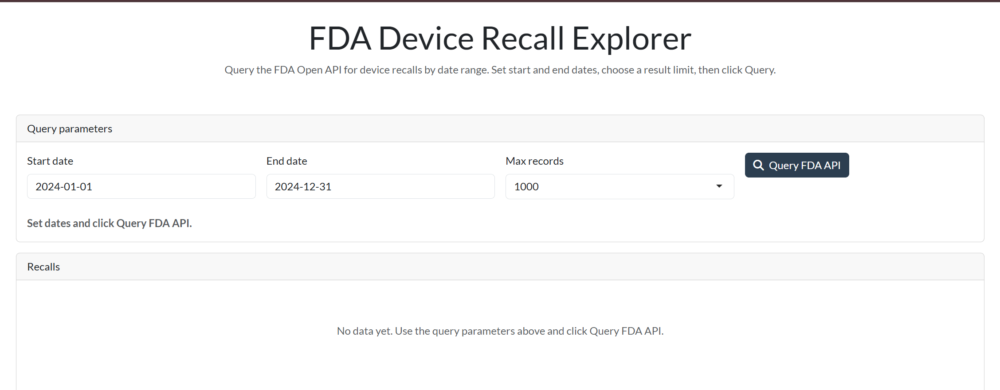 FDA Device Recall Explorer
Query the FDA Open API for device recalls by date range. Set start and end dates, choose a result limit, then click Query.
Query parameters
Start date
End date
Max records
Query FDA API
2024-01-01
2024-12-31
1000
Set dates and click Query FDA API.
Recalls
No data yet. Use the query parameters above and click Query FDA API.